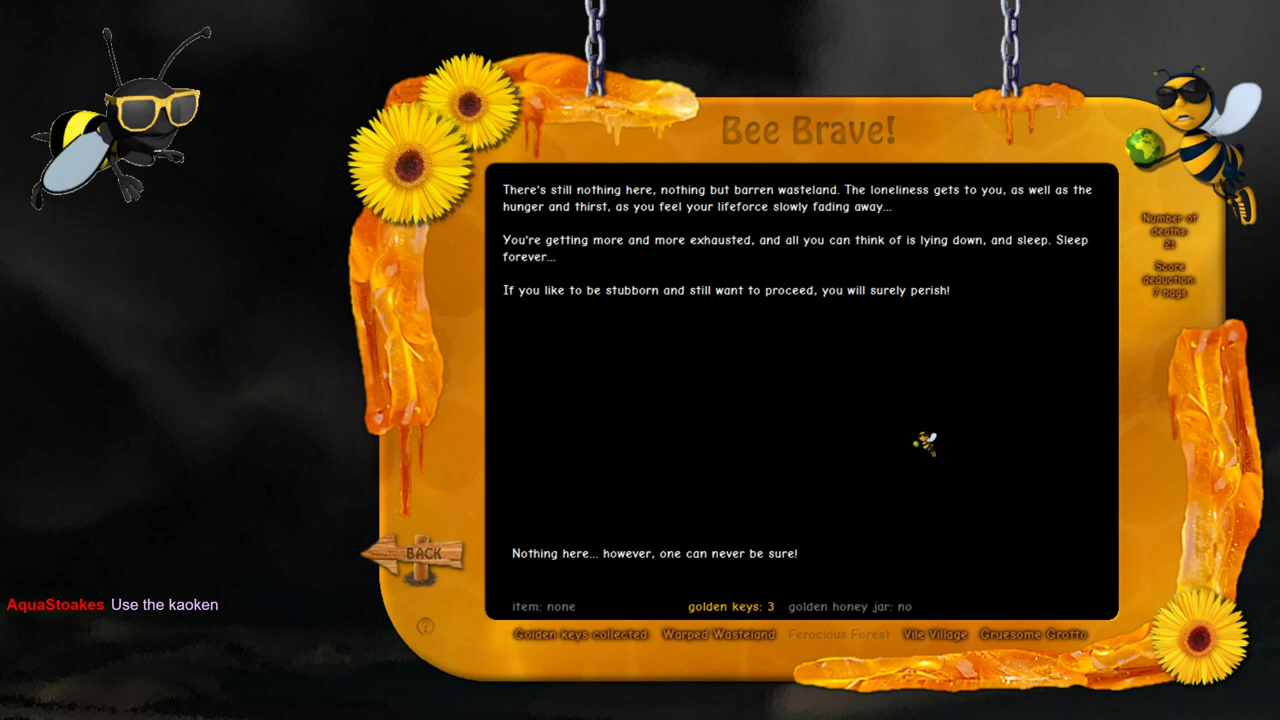 Bee Brave!
There's still nothing here, nothing but barren wasteland. The loneliness gets to you, as well as the
hunger and thirst, as you feel your lifeforce slowly fading away...
You're getting more and more exhausted, and all you can think of is lying down, and sleep. Sleep
forever...
If you like to be stubborn and still want to proceed, you will surely perish!
Number of
deaths:
21
Score
deduction:
7 bags
BACK
Nothing here... however, one can never be sure!
AquaStoakes Use the kaoken
item: none golden keys: 3 golden honey jar: no
?
Golden keys collected Warped Wasteland Ferocious Forest Vile Village Gruesome Grotto